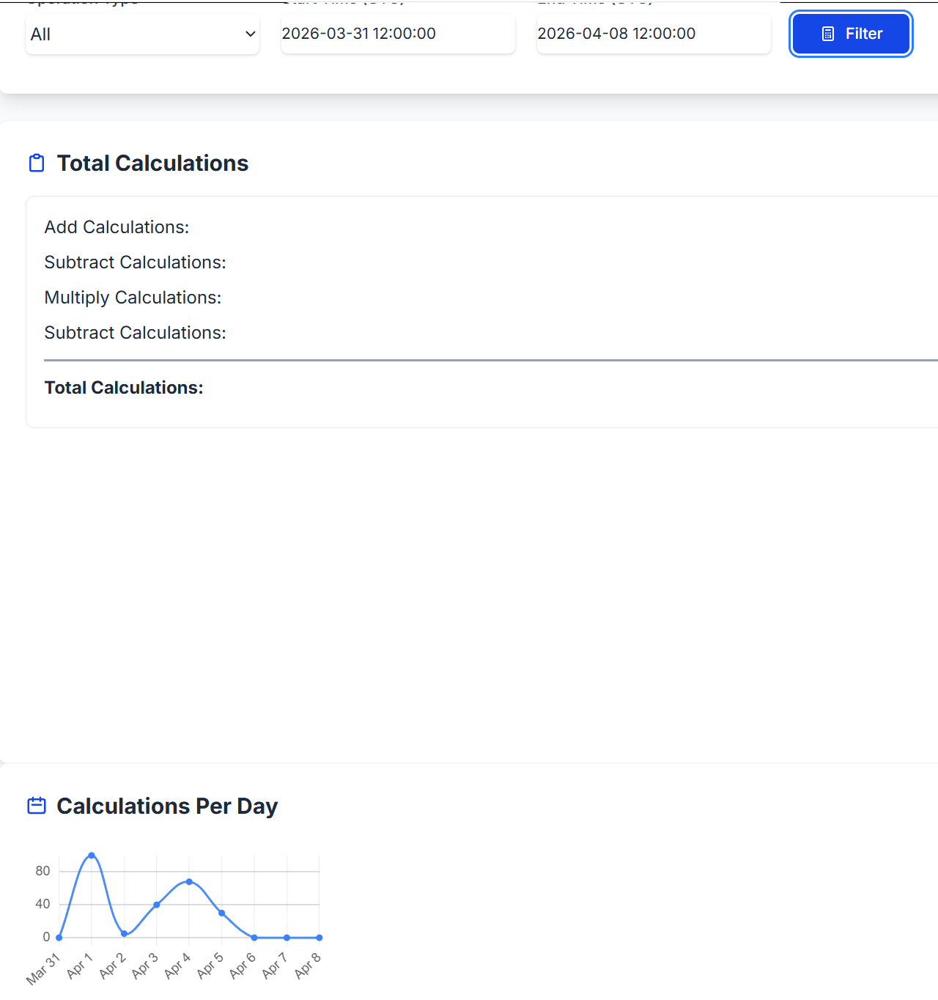 All
2026-03-31 12:00:00
2026-04-08 12:00:00
Filter
Total Calculations
Add Calculations:
Subtract Calculations:
Multiply Calculations:
Subtract Calculations:
Total Calculations:
Calculations Per Day
80
40
0
Mar 31
Apr 1
Apr 2
Apr 3
Apr 4
Apr 5
Apr 6
Apr 7
Apr 8